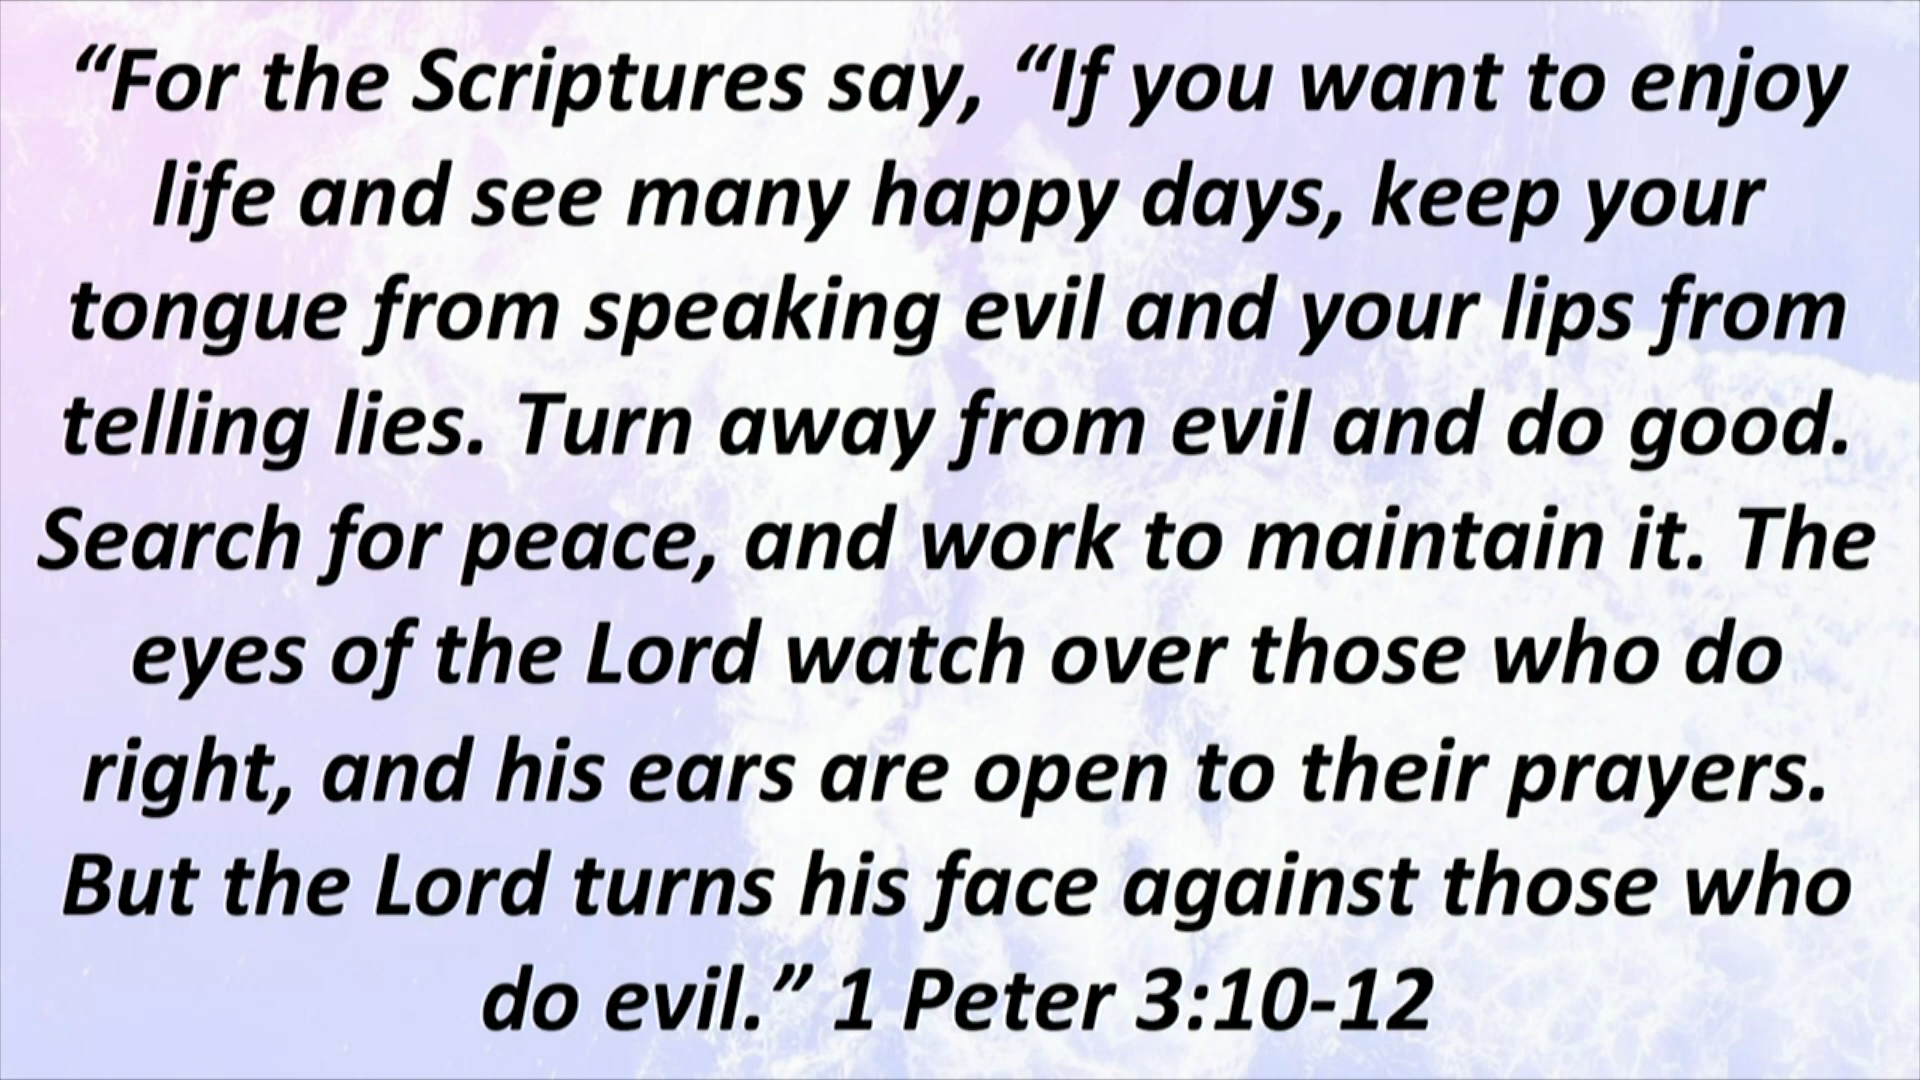 “For the Scriptures say, “If you want to enjoy
life and see many happy days, keep your
tongue from speaking evil and your lips from
telling lies. Turn away from evil and do good.
Search for peace, and work to maintain it. The
eyes of the Lord watch over those who do
right, and his ears are open to their prayers.
But the Lord turns his face against those who
do evil.” 1 Peter 3:10-12